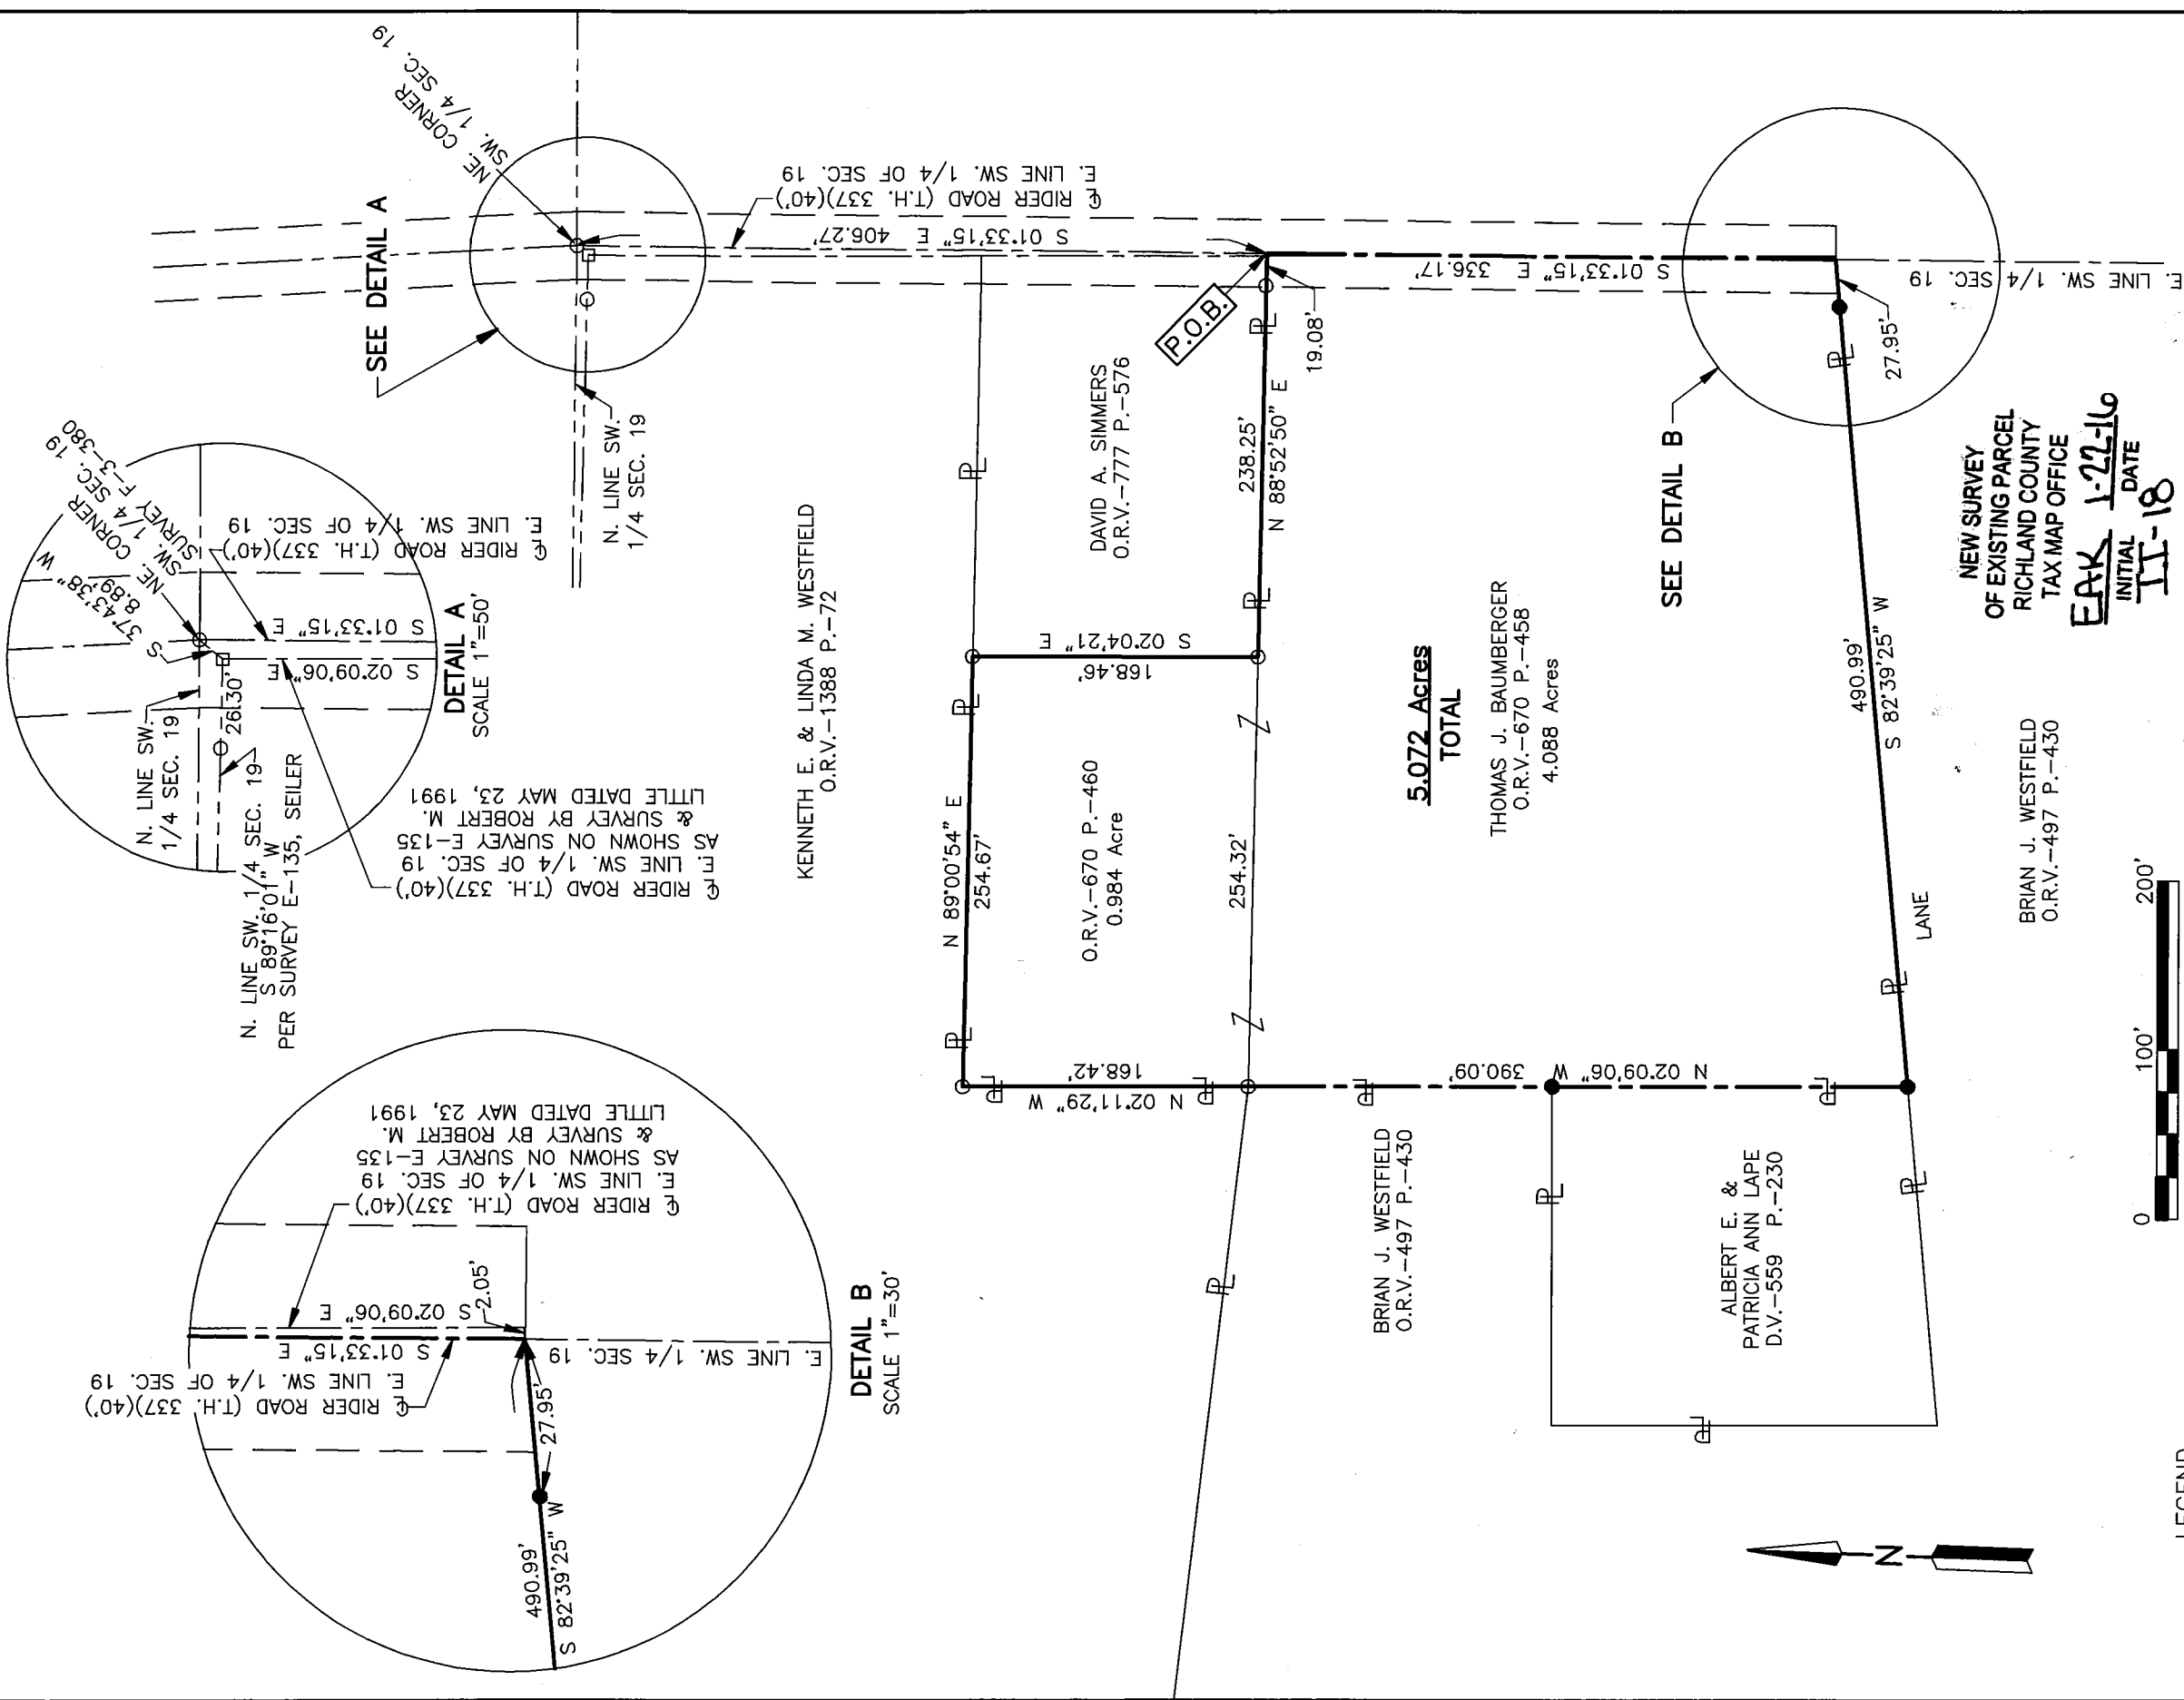 NE. CORNER
SW. 1/4 SEC. 19
SEE DETAIL A
N. LINE SW.
1/4 SEC. 19
℄ RIDER ROAD (T.H. 337)(40')
E. LINE SW. 1/4 OF SEC. 19
S 01°33'15" E 406.27'
NE. CORNER
SW. 1/4 SEC. 19
SURVEY F-3-380
S 37°43'38" W
8.89'
℄ RIDER ROAD (T.H. 337)(40')
E. LINE SW. 1/4 OF SEC. 19
S 01°33'15" E
S 02°09'06" E
26.30'
N. LINE SW.
1/4 SEC. 19
N. LINE SW. 1/4 SEC. 19
S 89°16'01" W
PER SURVEY E-135, SEILER
DETAIL A
SCALE 1"=50'
℄ RIDER ROAD (T.H. 337)(40')
E. LINE SW. 1/4 OF SEC. 19
AS SHOWN ON SURVEY E-135
& SURVEY BY ROBERT M.
LITTLE DATED MAY 23, 1991
KENNETH E. & LINDA M. WESTFIELD
O.R.V.-1388 P.-72
DAVID A. SIMMERS
O.R.V.-777 P.-576
P.O.B.
19.08'
238.25'
N 88°52'50" E
S 01°33'15" E 336.17'
S 02°04'21" E
168.46'
N 89°00'54" E
254.67'
O.R.V.-670 P.-460
0.984 Acre
254.32'
168.42'
N 02°11'29" W
N 02°09'06" W 390.09'
5.072 Acres
TOTAL
THOMAS J. BAUMBERGER
O.R.V.-670 P.-458
4.088 Acres
SEE DETAIL B
27.95'
E. LINE SW. 1/4 SEC. 19
490.99'
S 82°39'25" W
LANE
BRIAN J. WESTFIELD
O.R.V.-497 P.-430
BRIAN J. WESTFIELD
O.R.V.-497 P.-430
ALBERT E. &
PATRICIA ANN LAPE
D.V.-559 P.-230
℄ RIDER ROAD (T.H. 337)(40')
E. LINE SW. 1/4 OF SEC. 19
AS SHOWN ON SURVEY E-135
& SURVEY BY ROBERT M.
LITTLE DATED MAY 23, 1991
S 02°09'06" E
2.05'
S 01°33'15" E
E. LINE SW. 1/4 OF SEC. 19
℄ RIDER ROAD (T.H. 337)(40')
E. LINE SW. 1/4 SEC. 19
27.95'
490.99'
S 82°39'25" W
DETAIL B
SCALE 1"=30'
NEW SURVEY
OF EXISTING PARCEL
RICHLAND COUNTY
TAX MAP OFFICE
EAK 1-22-16
INITIAL DATE
II-18
0 100' 200'
N
LEGEND